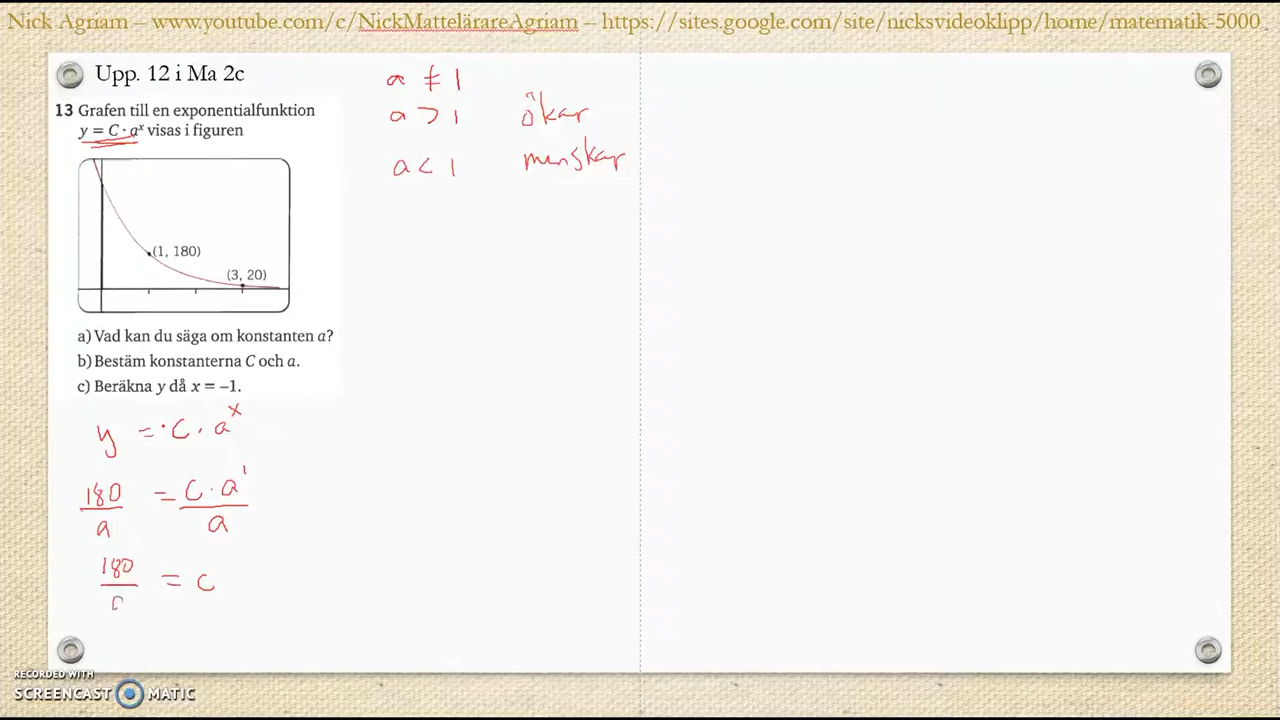 Nick Agriam – www.youtube.com/c/NickMattelärareAgriam – https://sites.google.com/site/nicksvideoklipp/home/matematik-5000
Upp. 12 i Ma 2c
13 Grafen till en exponentialfunktion
y = C · a^x visas i figuren
(1, 180)
(3, 20)
a) Vad kan du säga om konstanten a?
b) Bestäm konstanterna C och a.
c) Beräkna y då x = –1.
y = · C · a^x
180/a = C · a^1/a
180/ = C
a ≠ 1
a > 1 ökar
a < 1 menskar
RECORDED WITH
SCREENCAST MATIC